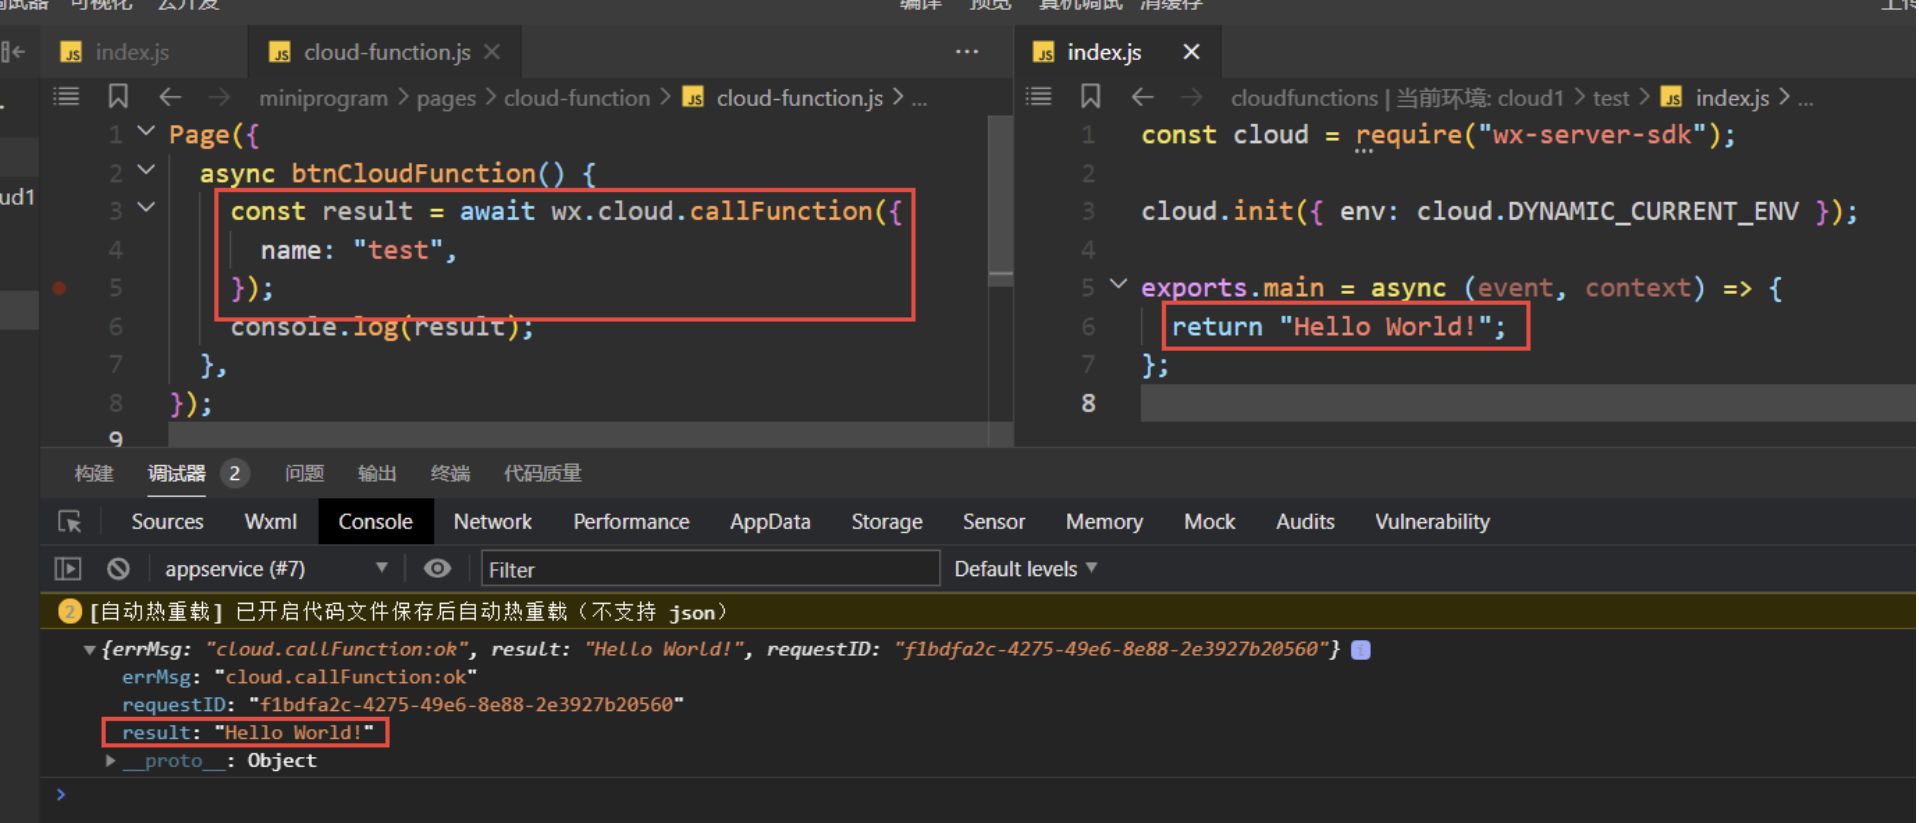 调试器 可视化 云开发 编译 预览 真机调试 清缓存
index.js cloud-function.js
miniprogram > pages > cloud-function > cloud-function.js > ...
1 Page({
2 async btnCloudFunction() {
3 const result = await wx.cloud.callFunction({
4 name: "test",
5 });
6 console.log(result);
7 },
8 });
9
index.js
cloudfunctions | 当前环境: cloud1 > test > index.js > ...
1 const cloud = require("wx-server-sdk");
2
3 cloud.init({ env: cloud.DYNAMIC_CURRENT_ENV });
4
5 exports.main = async (event, context) => {
6 return "Hello World!";
7 };
8
ud1
构建 调试器 2 问题 输出 终端 代码质量
Sources Wxml Console Network Performance AppData Storage Sensor Memory Mock Audits Vulnerability
appservice (#7) Filter Default levels
2 [自动热重载] 已开启代码文件保存后自动热重载（不支持 json）
{errMsg: "cloud.callFunction:ok", result: "Hello World!", requestID: "f1bdfa2c-4275-49e6-8e88-2e3927b20560"} i
errMsg: "cloud.callFunction:ok"
requestID: "f1bdfa2c-4275-49e6-8e88-2e3927b20560"
result: "Hello World!"
__proto__: Object